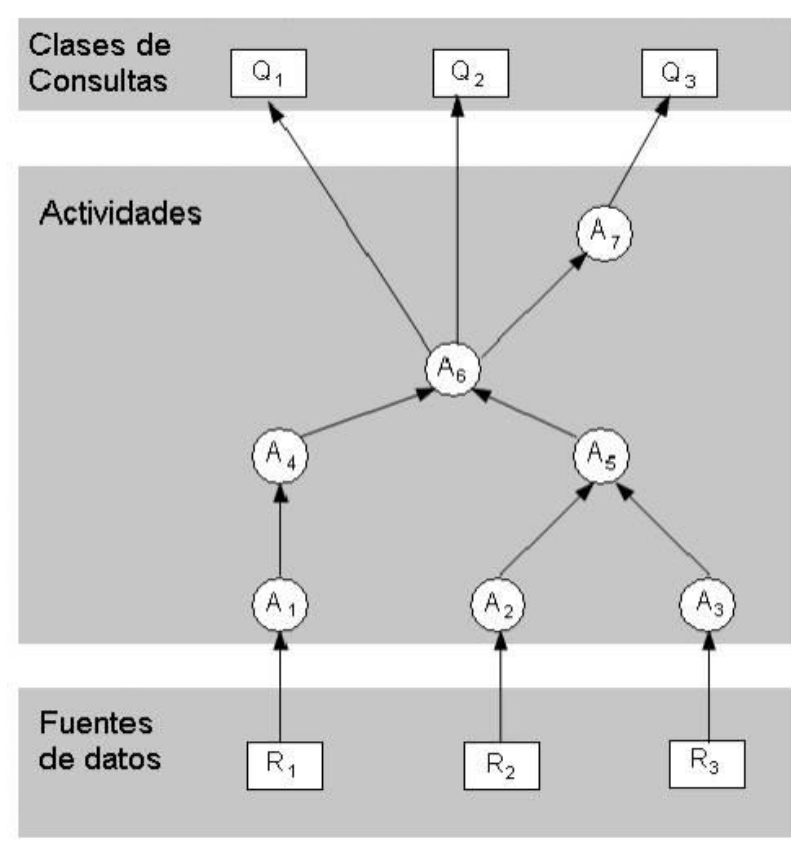 Clases de
Consultas
Q1
Q2
Q3
Actividades
A7
A6
A4
A5
A1
A2
A3
Fuentes
de datos
R1
R2
R3